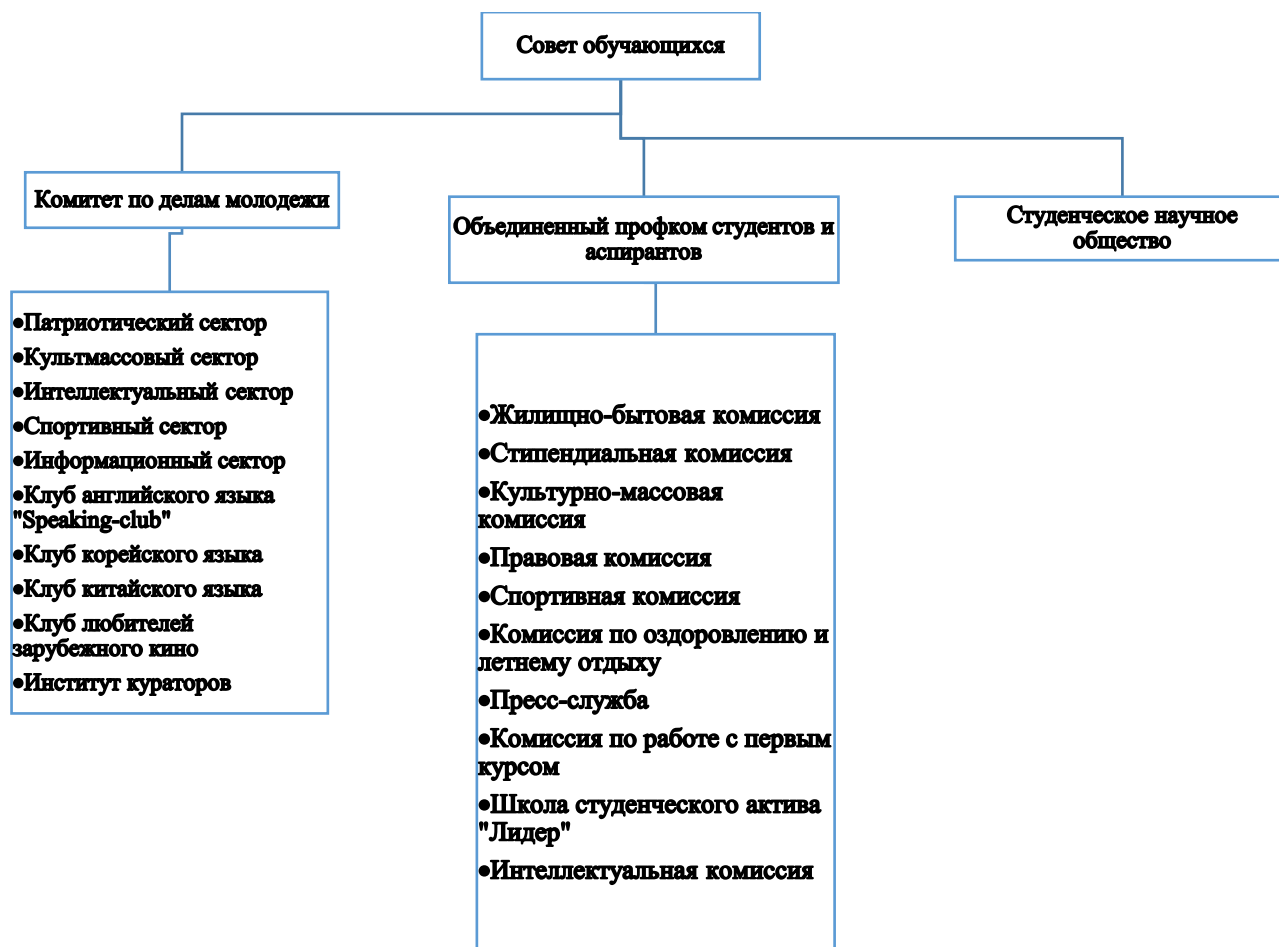 Совет обучающихся
Комитет по делам молодежи
Объединенный профком студентов и
аспирантов
Студенческое научное
общество
•Патриотический сектор
•Культмассовый сектор
•Интеллектуальный сектор
•Спортивный сектор
•Информационный сектор
•Клуб английского языка
"Speaking-club"
•Клуб корейского языка
•Клуб китайского языка
•Клуб любителей
зарубежного кино
•Институт кураторов
•Жилищно-бытовая комиссия
•Стипендиальная комиссия
•Культурно-массовая
комиссия
•Правовая комиссия
•Спортивная комиссия
•Комиссия по оздоровлению и
летнему отдыху
•Пресс-служба
•Комиссия по работе с первым
курсом
•Школа студенческого актива
"Лидер"
•Интеллектуальная комиссия